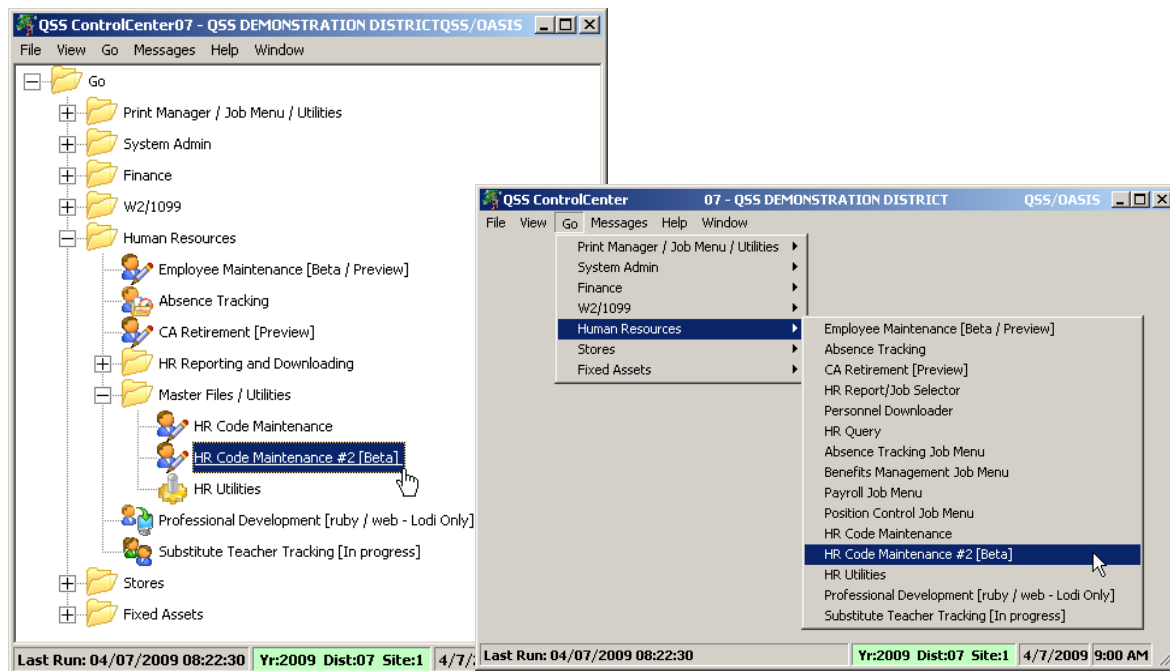 QSS ControlCenter07 - QSS DEMONSTRATION DISTRICTQSS/OASIS
File View Go Messages Help Window
Go
Print Manager / Job Menu / Utilities
System Admin
Finance
W2/1099
Human Resources
Employee Maintenance [Beta / Preview]
Absence Tracking
CA Retirement [Preview]
HR Reporting and Downloading
Master Files / Utilities
HR Code Maintenance
HR Code Maintenance #2 [Beta]
HR Utilities
Professional Development [ruby / web - Lodi Only]
Substitute Teacher Tracking [In progress]
Stores
Fixed Assets
Last Run: 04/07/2009 08:22:30 Yr:2009 Dist:07 Site:1 4/7/
QSS ControlCenter 07 - QSS DEMONSTRATION DISTRICT QSS/OASIS
File View Go Messages Help Window
Print Manager / Job Menu / Utilities
System Admin
Finance
W2/1099
Human Resources
Stores
Fixed Assets
Employee Maintenance [Beta / Preview]
Absence Tracking
CA Retirement [Preview]
HR Report/Job Selector
Personnel Downloader
HR Query
Absence Tracking Job Menu
Benefits Management Job Menu
Payroll Job Menu
Position Control Job Menu
HR Code Maintenance
HR Code Maintenance #2 [Beta]
HR Utilities
Professional Development [ruby / web - Lodi Only]
Substitute Teacher Tracking [In progress]
Last Run: 04/07/2009 08:22:30 Yr:2009 Dist:07 Site:1 4/7/2009 9:00 AM